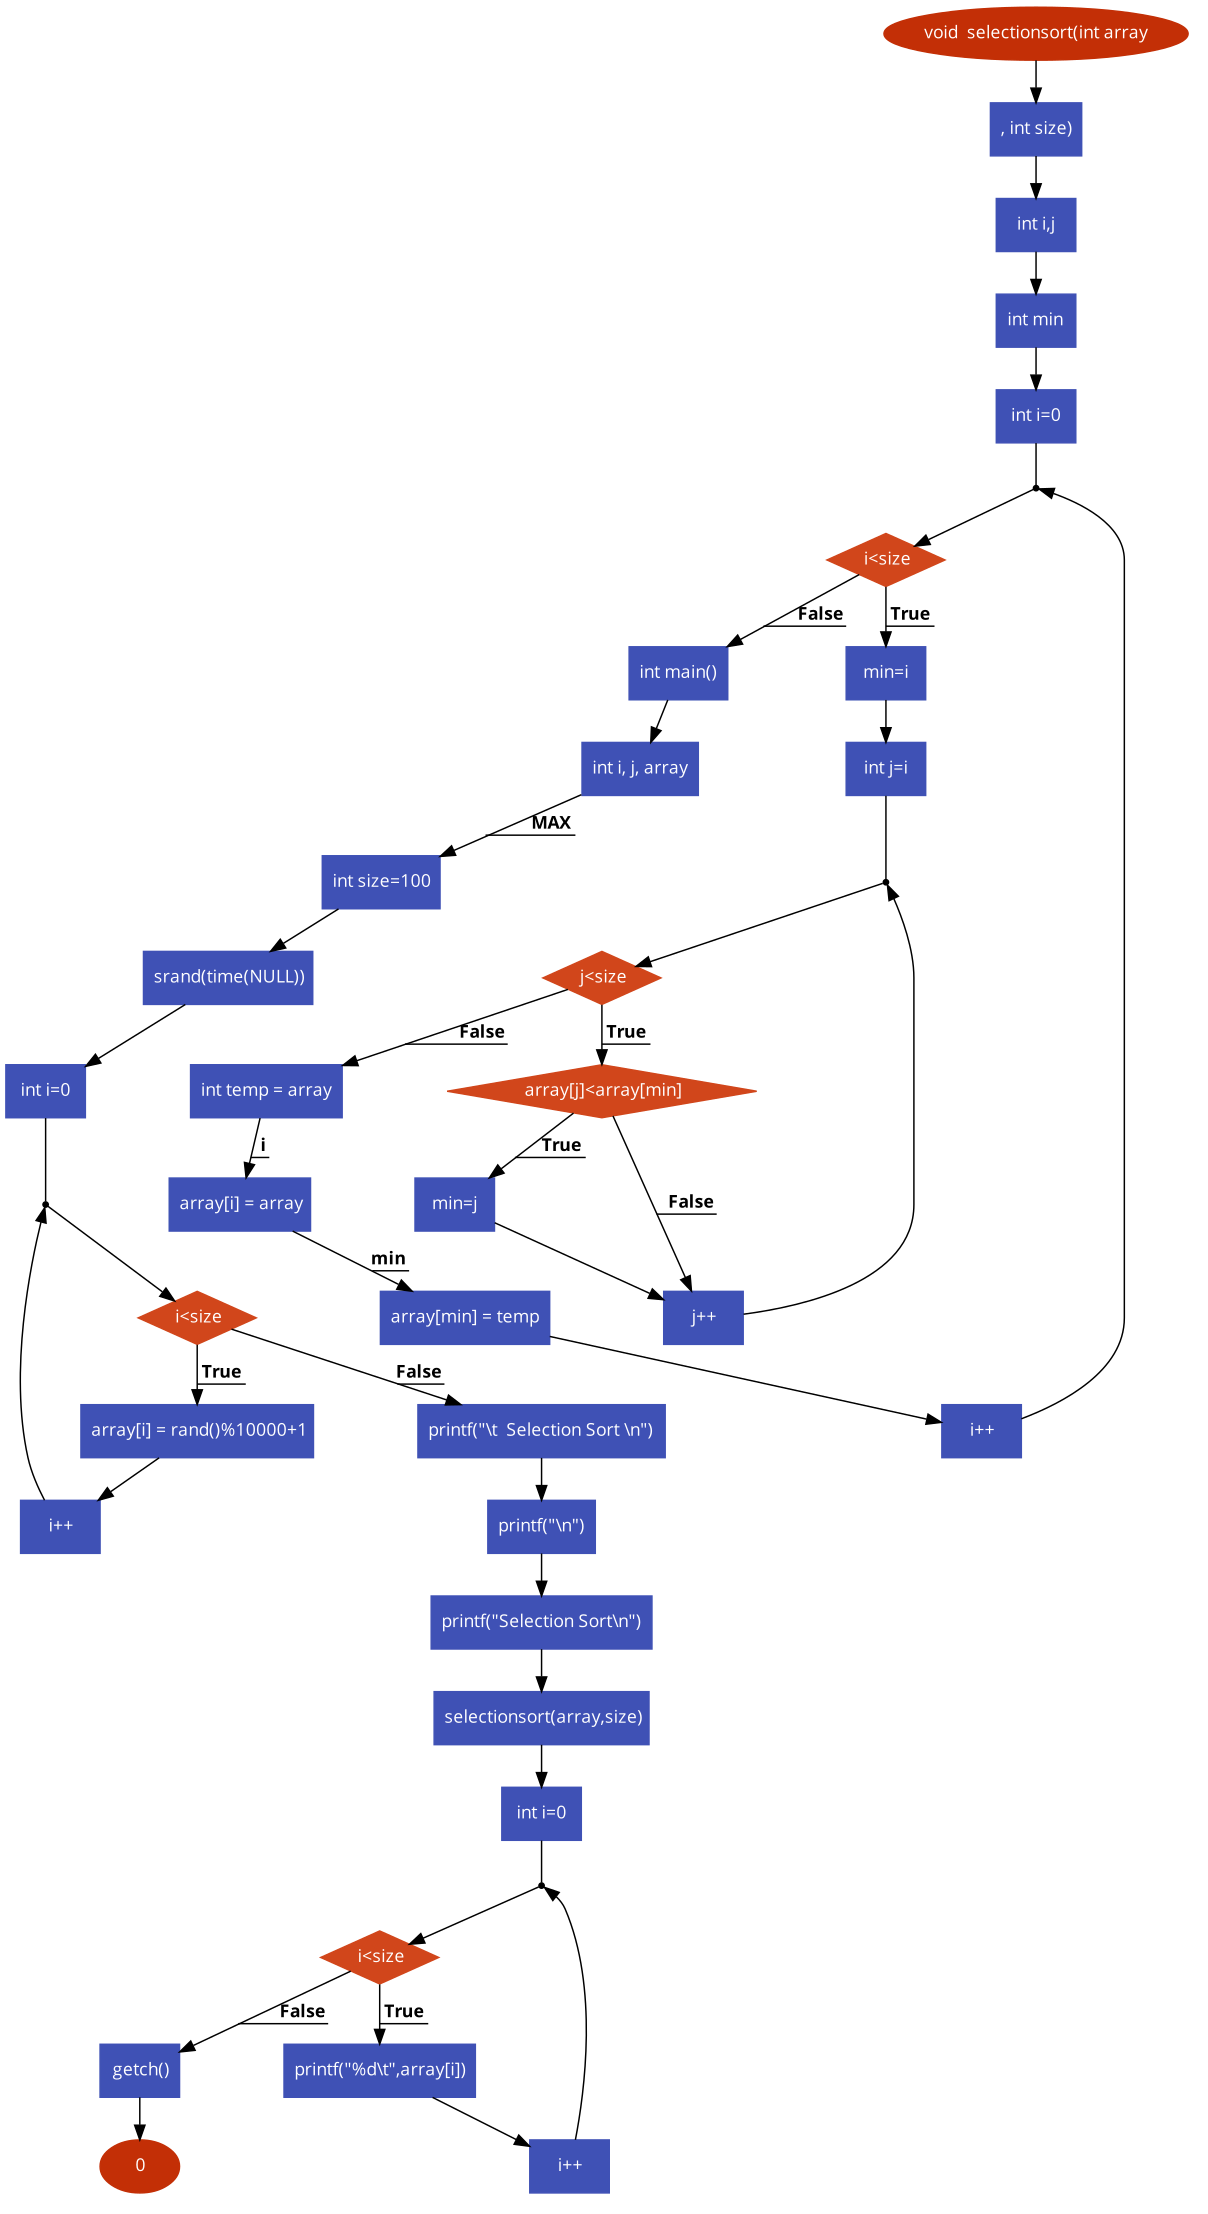 void  selectionsort(int array
, int size)
int i,j
int min
int i=0
i<size
False
True
int main()
min=i
int i, j, array
int j=i
MAX
int size=100
srand(time(NULL))
j<size
False
True
int i=0
int temp = array
array[j]<array[min]
i
True
array[i] = array
min=j
False
min
i<size
array[min] = temp
j++
True
False
array[i] = rand()%10000+1
printf("\t  Selection Sort \n")
i++
i++
printf("\n")
printf("Selection Sort\n")
selectionsort(array,size)
int i=0
i<size
False
True
getch()
printf("%d\t",array[i])
0
i++